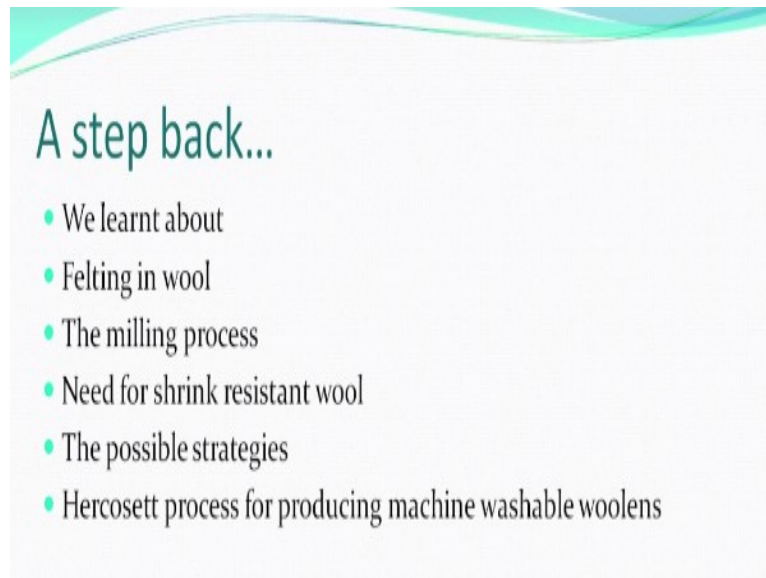 A step back...
We learnt about
Felting in wool
The milling process
Need for shrink resistant wool
The possible strategies
Hercosett process for producing machine washable woolens